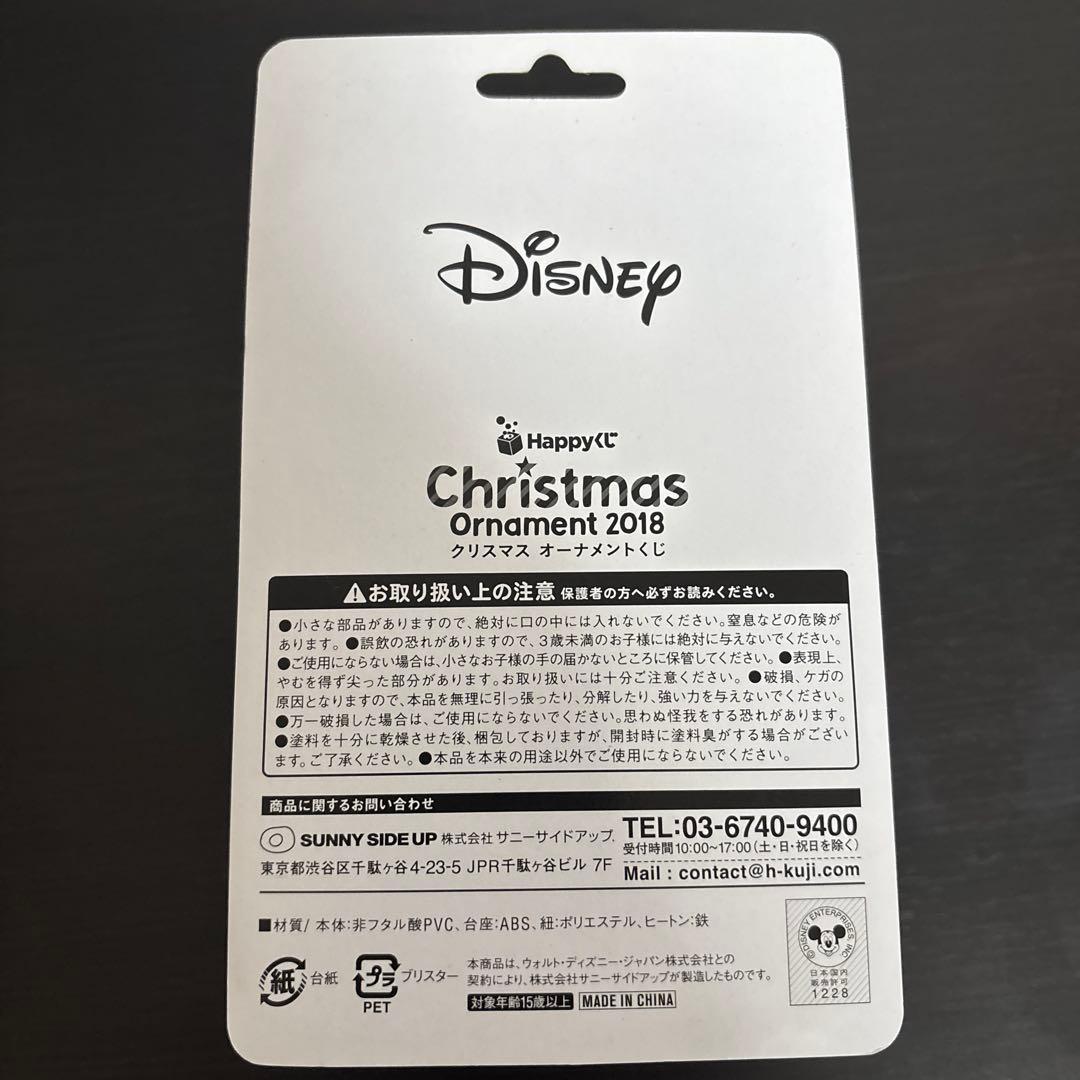 Disney
Happyくじ
Christmas
Ornament 2018
クリスマス オーナメントくじ
⚠お取り扱い上の注意 保護者の方へ必ずお読みください。
●小さな部品がありますので、絶対に口の中には入れないでください。窒息などの危険が
あります。●誤飲の恐れがありますので、3歳未満のお子様には絶対に与えないでください。
●ご使用にならない場合は、小さなお子様の手の届かないところに保管してください。●表現上、
やむを得ず尖った部分があります。お取り扱いには十分ご注意ください。●破損、ケガの
原因となりますので、本品を無理に引っ張ったり、分解したり、強い力を与えないでください。
●万一破損した場合は、ご使用にならないでください。思わぬ怪我をする恐れがあります。
●塗料を十分に乾燥させた後、梱包しておりますが、開封時に塗料臭がする場合がござい
ます。ご了承ください。●本品を本来の用途以外でご使用にならないでください。
商品に関するお問い合わせ
SUNNY SIDE UP 株式会社 サニーサイドアップ.
東京都渋谷区千駄ヶ谷4-23-5 JPR千駄ヶ谷ビル 7F
TEL:03-6740-9400
受付時間10:00~17:00(土・日・祝日を除く)
Mail : contact@h-kuji.com
■材質/ 本体:非フタル酸PVC、台座:ABS、紐:ポリエステル、ヒートン:鉄
紙 台紙
プラ ブリスター
PET
本商品は、ウォルト・ディズニー・ジャパン株式会社との
契約により、株式会社サニーサイドアップが製造したものです。
対象年齢15歳以上 MADE IN CHINA
©DISNEY ENTERPRISES, INC.
日本国内
販売許可
1228